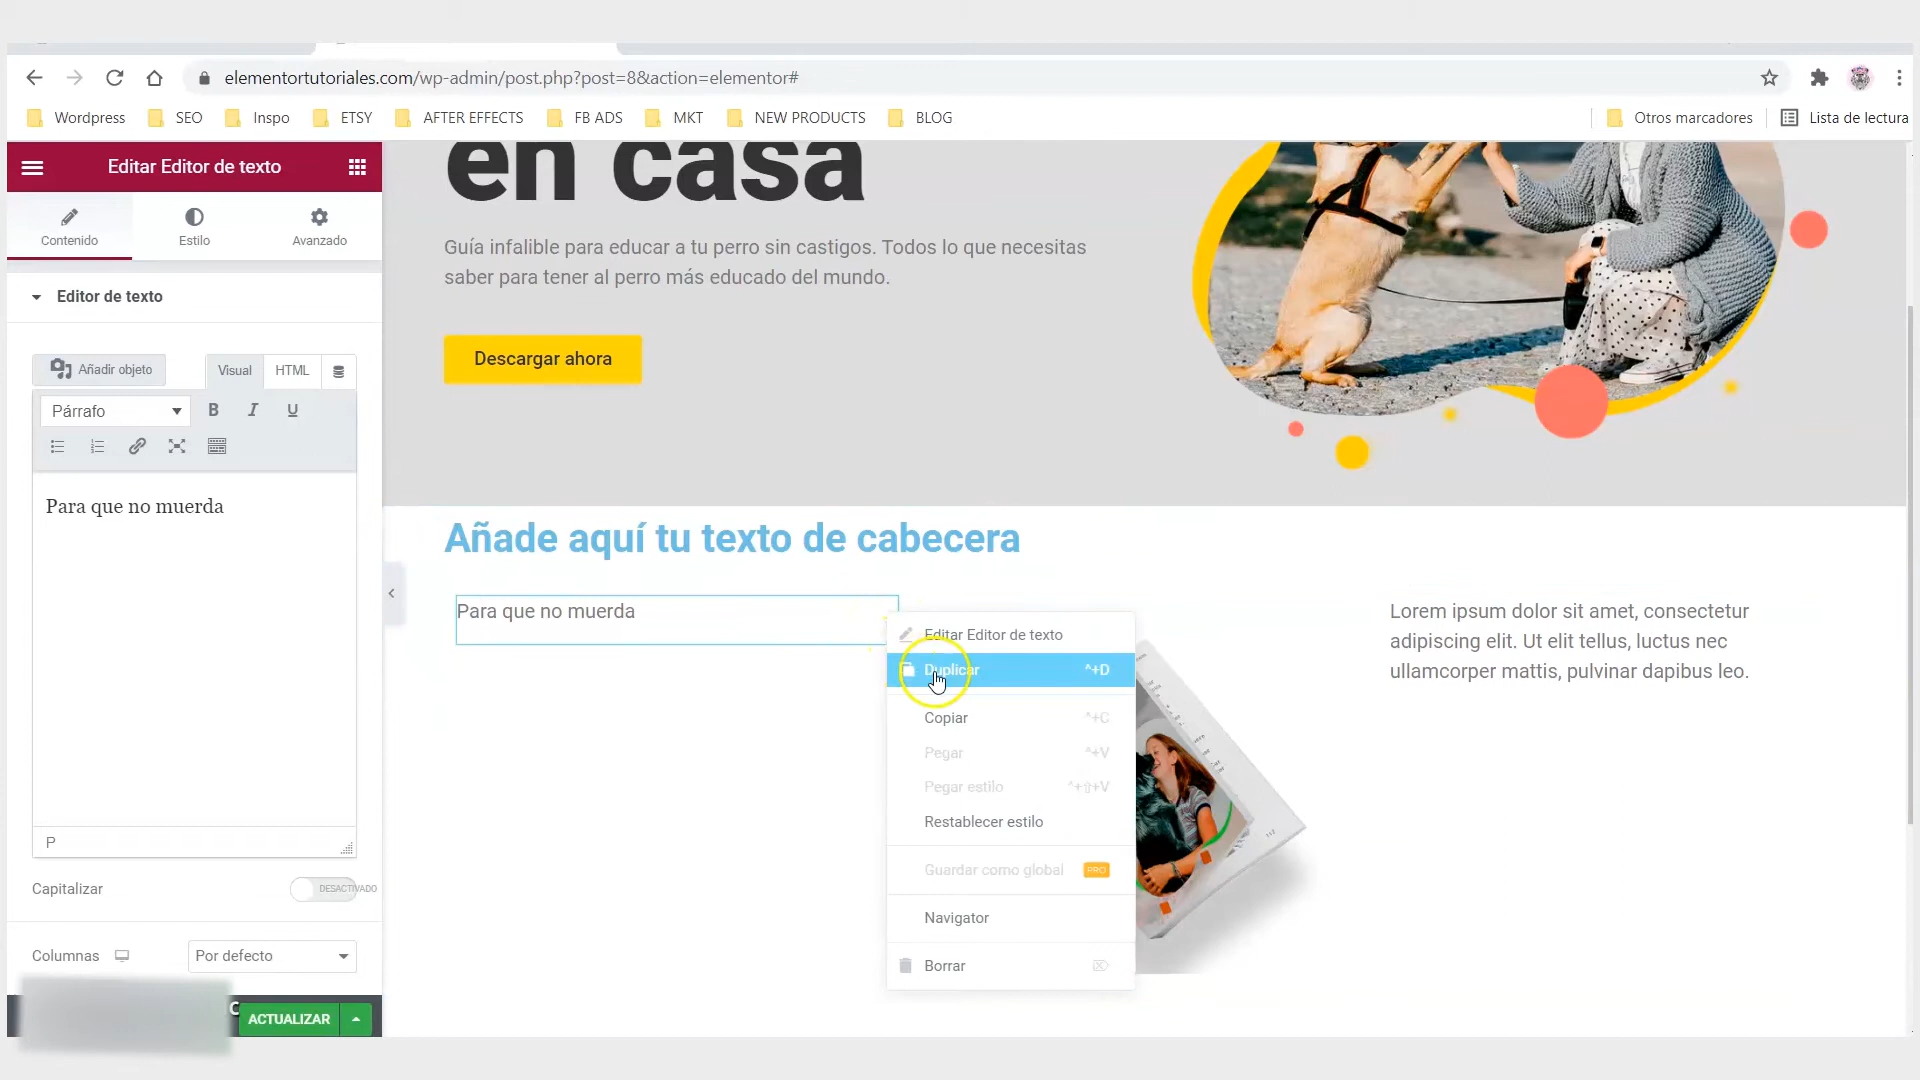 elementortutoriales.com/wp-admin/post.php?post=8&action=elementor#
Wordpress SEO Inspo ETSY AFTER EFFECTS FB ADS MKT NEW PRODUCTS BLOG Otros marcadores Lista de lectura
Editar Editor de texto
Contenido Estilo Avanzado
Editor de texto
Añadir objeto Visual HTML
Párrafo B I U
Para que no muerda
P
Capitalizar DESACTIVADO
Columnas Por defecto
ACTUALIZAR
en casa
Guía infalible para educar a tu perro sin castigos. Todos lo que necesitas
saber para tener al perro más educado del mundo.
Descargar ahora
Añade aquí tu texto de cabecera
Para que no muerda
Editar Editor de texto
Duplicar ^+D
Copiar ^+C
Pegar ^+V
Pegar estilo ^+⇧+V
Restablecer estilo
Guardar como global PRO
Navigator
Borrar
Lorem ipsum dolor sit amet, consectetur
adipiscing elit. Ut elit tellus, luctus nec
ullamcorper mattis, pulvinar dapibus leo.